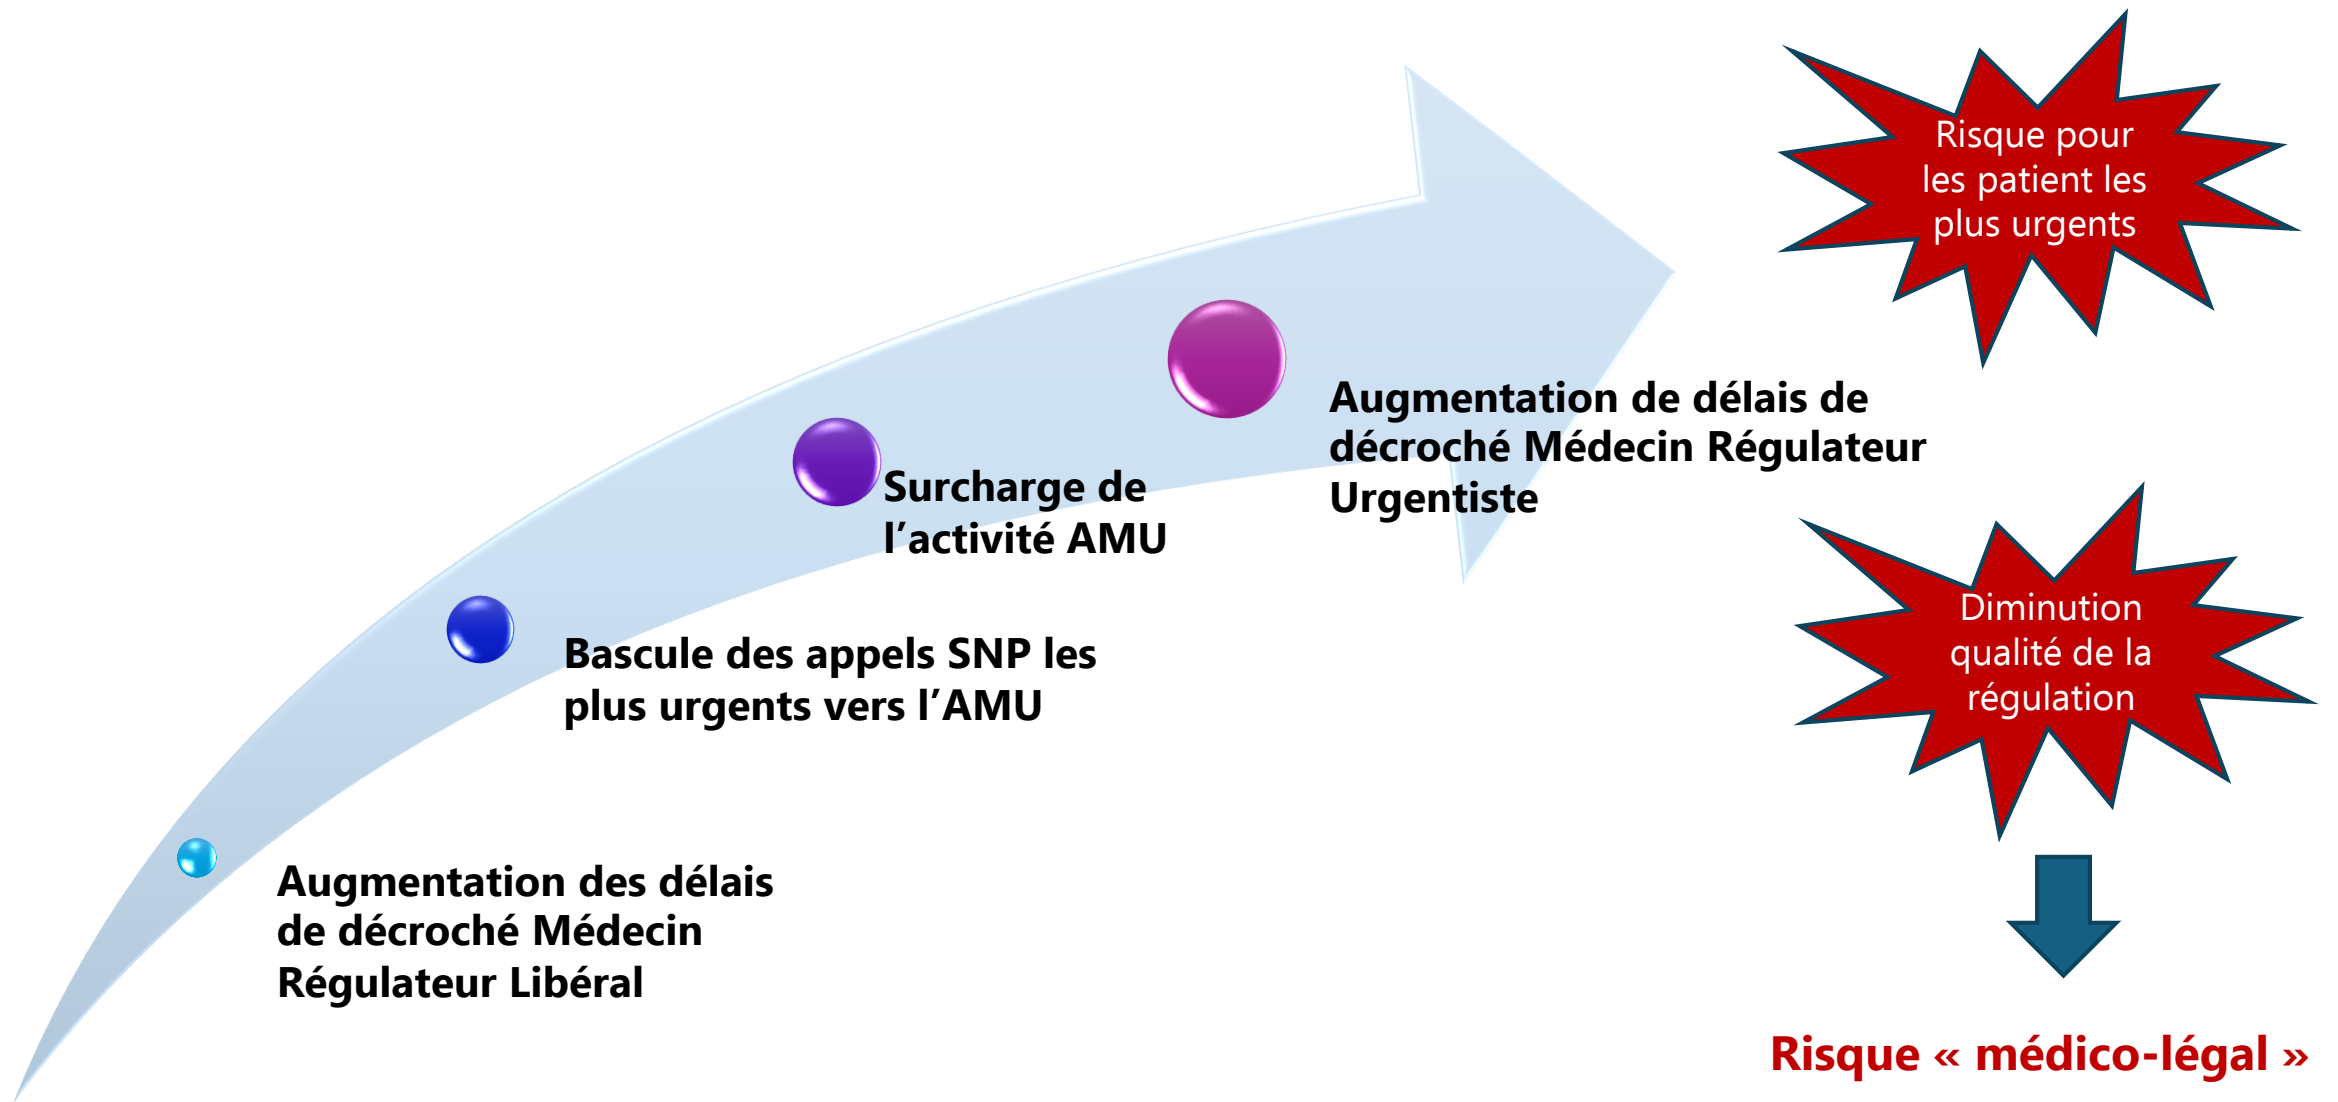 Augmentation des délais
de décroché Médecin
Régulateur Libéral
Bascule des appels SNP les
plus urgents vers l’AMU
Surcharge de
l’activité AMU
Augmentation de délais de
décroché Médecin Régulateur
Urgentiste
Risque pour
les patient les
plus urgents
Diminution
qualité de la
régulation
Risque « médico-légal »